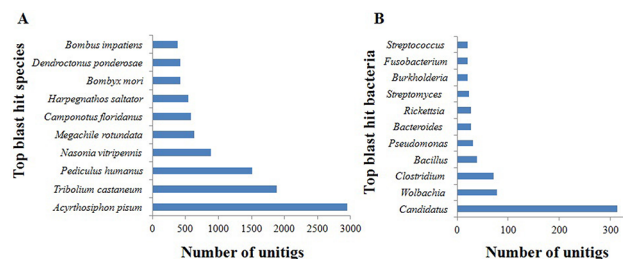 A
Top blast hit species
Bombus impatiens
Dendroctonus ponderosae
Bombyx mori
Harpegnathos saltator
Camponotus floridanus
Megachile rotundata
Nasonia vitripennis
Pediculus humanus
Tribolium castaneum
Acyrthosiphon pisum
0 500 1000 1500 2000 2500 3000
Number of unitigs
B
Top blast hit bacteria
Streptococcus
Fusobacterium
Burkholderia
Streptomyces
Rickettsia
Bacteroides
Pseudomonas
Bacillus
Clostridium
Wolbachia
Candidatus
0 100 200 300
Number of unitigs